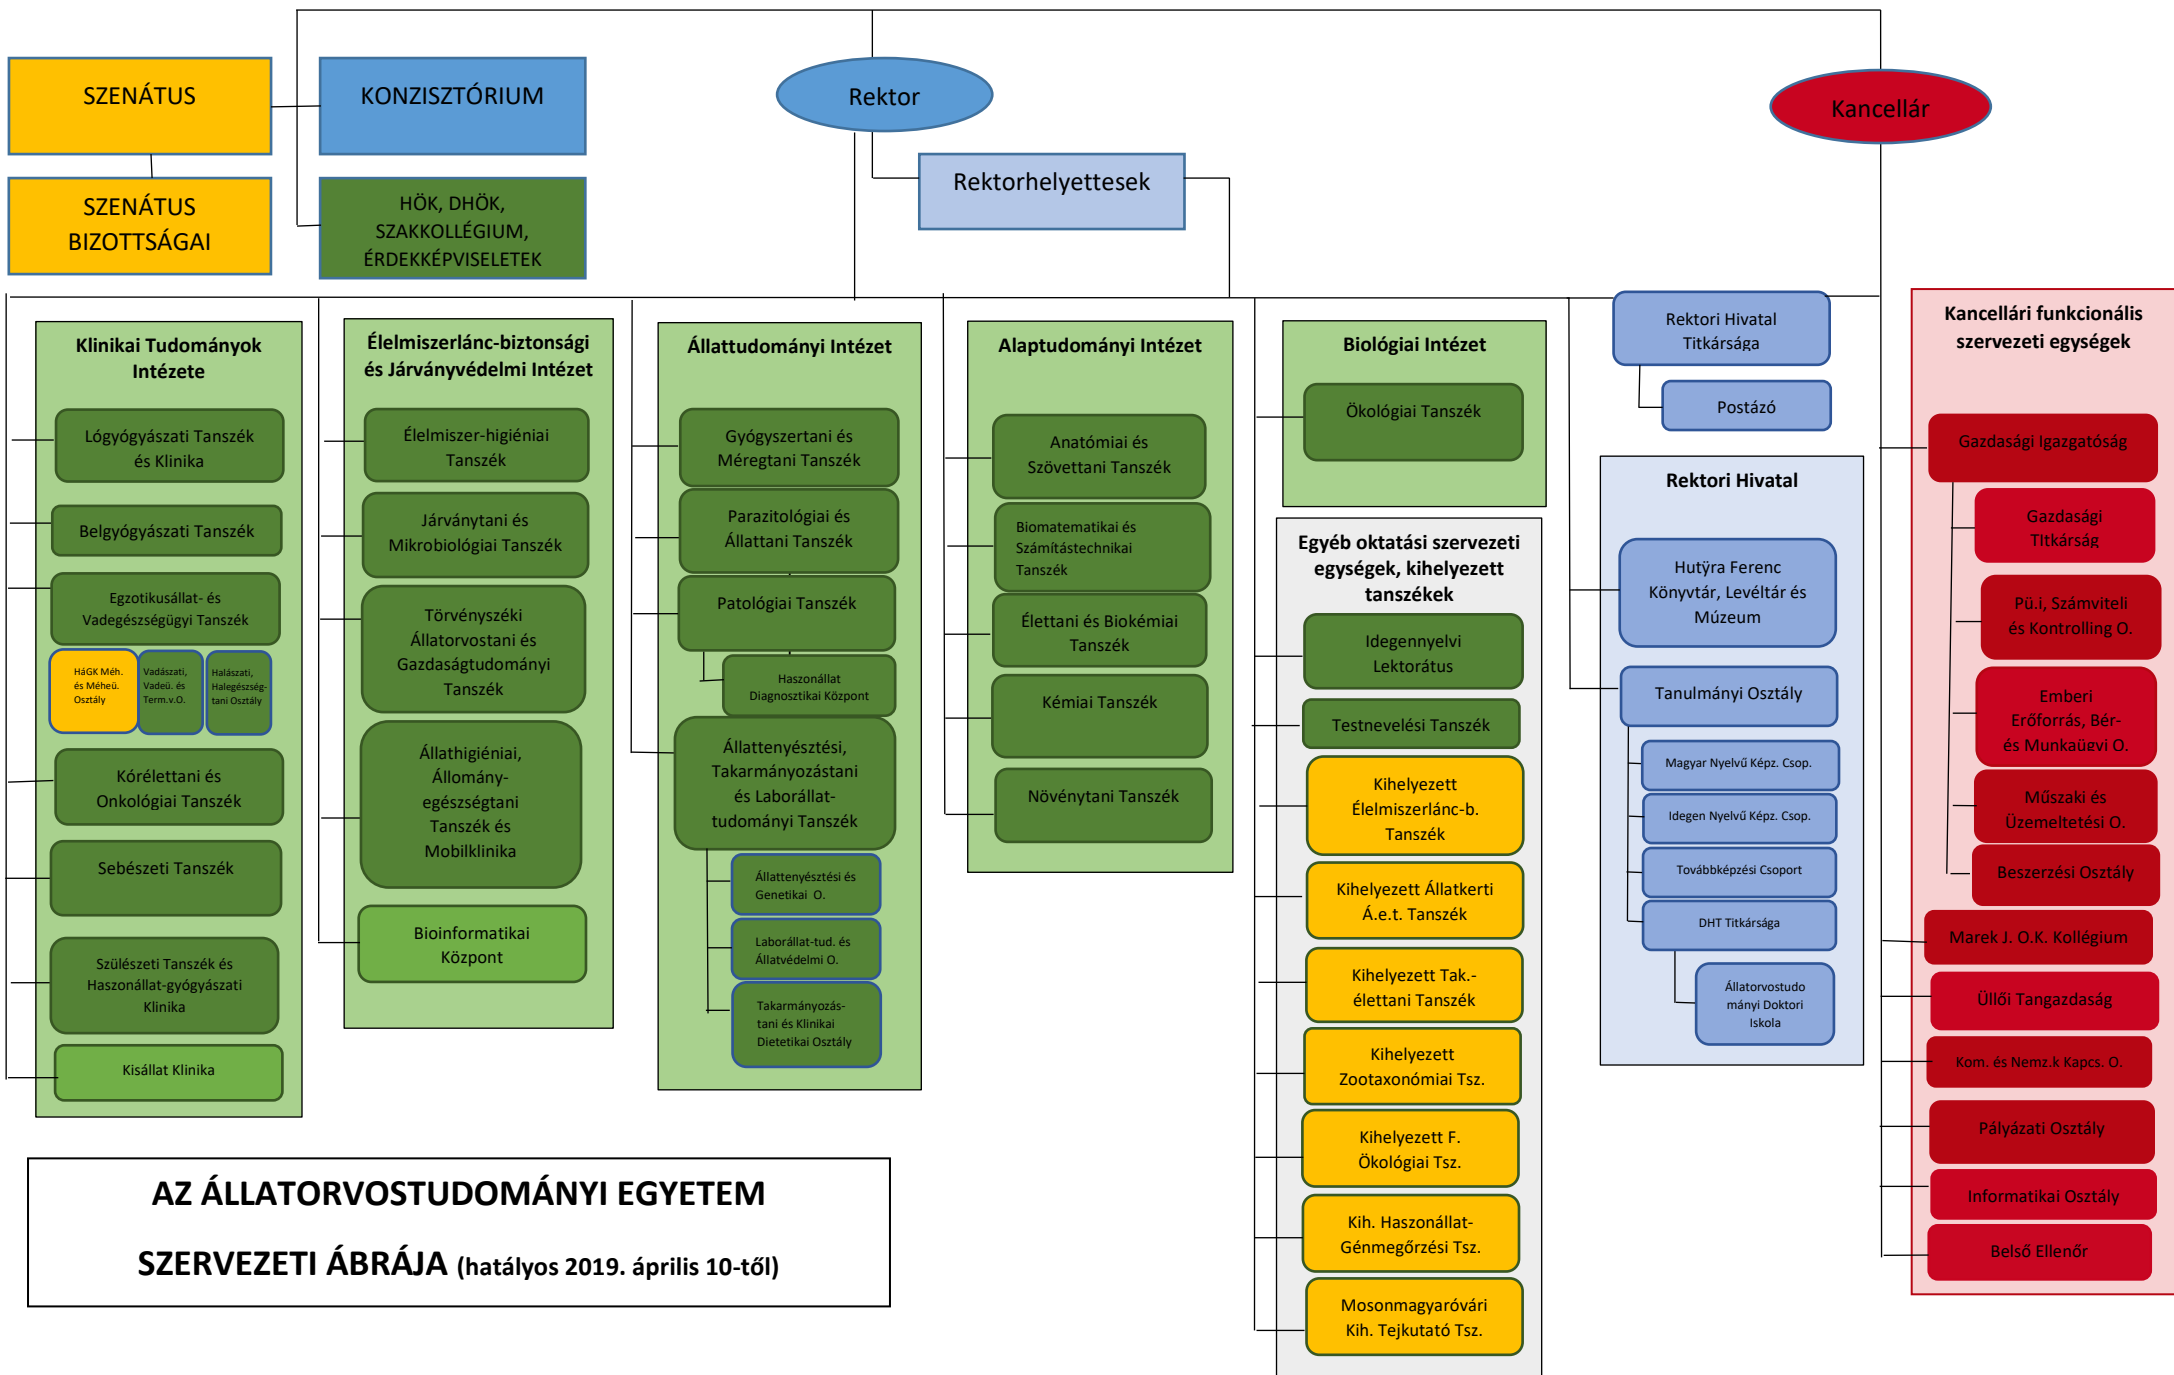 SZENÁTUS
KONZISZTÓRIUM
Rektor
Kancellár
SZENÁTUS
BIZOTTSÁGAI
HÖK, DHÖK,
SZAKKOLLÉGIUM,
ÉRDEKKÉPVISELETEK
Rektorhelyettesek
Klinikai Tudományok
Intézete
Lógyógyászati Tanszék
és Klinika
Belgyógyászati Tanszék
Egzotikusállat- és
Vadegészségügyi Tanszék
HáGK Méh.
és Méheü.
Osztály
Vadászati,
Vadeü. és
Term.v.O.
Halászati,
Halegészség-
tani Osztály
Kórélettani és
Onkológiai Tanszék
Sebészeti Tanszék
Szülészeti Tanszék és
Haszonállat-gyógyászati
Klinika
Kisállat Klinika
Élelmiszerlánc-biztonsági
és Járványvédelmi Intézet
Élelmiszer-higiéniai
Tanszék
Járványtani és
Mikrobiológiai Tanszék
Törvényszéki
Állatorvostani és
Gazdaságtudományi
Tanszék
Állathigiéniai,
Állomány-
egészségtani
Tanszék és
Mobilklinika
Bioinformatikai
Központ
Állattudományi Intézet
Gyógyszertani és
Méregtani Tanszék
Parazitológiai és
Állattani Tanszék
Patológiai Tanszék
Haszonállat
Diagnosztikai Központ
Állattenyésztési,
Takarmányozástani
és Laborállat-
tudományi Tanszék
Állattenyésztési és
Genetikai O.
Laborállat-tud. és
Állatvédelmi O.
Takarmányozás-
tani és Klinikai
Dietetikai Osztály
Alaptudományi Intézet
Anatómiai és
Szövettani Tanszék
Biomatematikai és
Számítástechnikai
Tanszék
Élettani és Biokémiai
Tanszék
Kémiai Tanszék
Növénytani Tanszék
Biológiai Intézet
Ökológiai Tanszék
Egyéb oktatási szervezeti
egységek, kihelyezett
tanszékek
Idegennyelvi
Lektorátus
Testnevelési Tanszék
Kihelyezett
Élelmiszerlánc-b.
Tanszék
Kihelyezett Állatkerti
Á.e.t. Tanszék
Kihelyezett Tak.-
élettani Tanszék
Kihelyezett
Zootaxonómiai Tsz.
Kihelyezett F.
Ökológiai Tsz.
Kih. Haszonállat-
Génmegőrzési Tsz.
Mosonmagyaróvári
Kih. Tejkutató Tsz.
Rektori Hivatal
Titkársága
Postázó
Rektori Hivatal
Hutÿra Ferenc
Könyvtár, Levéltár és
Múzeum
Tanulmányi Osztály
Magyar Nyelvű Képz. Csop.
Idegen Nyelvű Képz. Csop.
Továbbképzési Csoport
DHT Titkársága
Állatorvostudo
mányi Doktori
Iskola
Kancellári funkcionális
szervezeti egységek
Gazdasági Igazgatóság
Gazdasági
TItkárság
Pü.i, Számviteli
és Kontrolling O.
Emberi
Erőforrás, Bér-
és Munkaügyi O.
Műszaki és
Üzemeltetési O.
Beszerzési Osztály
Marek J. O.K. Kollégium
Üllői Tangazdaság
Kom. és Nemz.k Kapcs. O.
Pályázati Osztály
Informatikai Osztály
Belső Ellenőr
AZ ÁLLATORVOSTUDOMÁNYI EGYETEM
SZERVEZETI ÁBRÁJA (hatályos 2019. április 10-től)